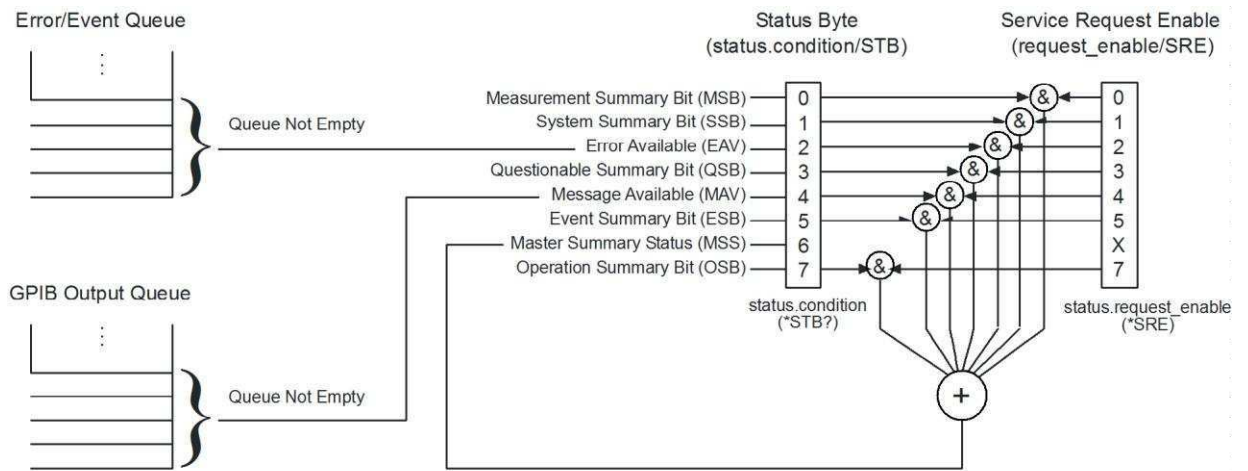 Error/Event Queue
Status Byte
(status.condition/STB)
Service Request Enable
(request_enable/SRE)
Queue Not Empty
Measurement Summary Bit (MSB)
System Summary Bit (SSB)
Error Available (EAV)
Questionable Summary Bit (QSB)
Message Available (MAV)
Event Summary Bit (ESB)
Master Summary Status (MSS)
Operation Summary Bit (OSB)
0
1
2
3
4
5
6
7
&
&
&
&
&
&
&
0
1
2
3
4
5
X
7
status.condition
(*STB?)
status.request_enable
(*SRE)
GPIB Output Queue
Queue Not Empty
+